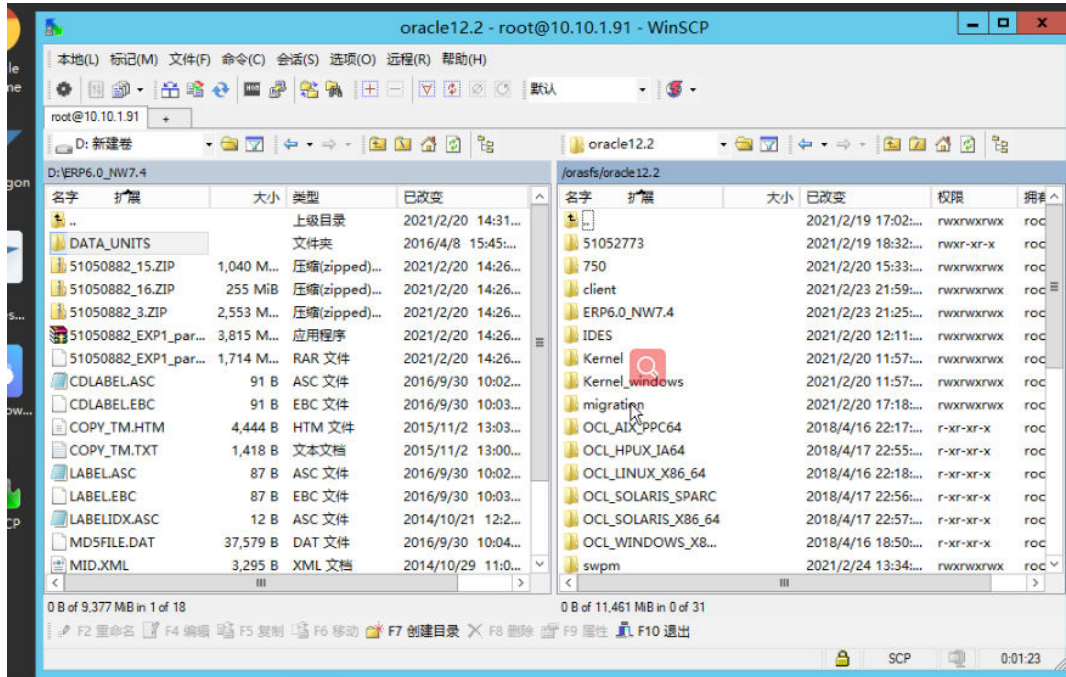 oracle12.2 - root@10.10.1.91 - WinSCP
本地(L) 标记(M) 文件(F) 命令(C) 会话(S) 选项(O) 远程(R) 帮助(H)
默认
root@10.10.1.91 +
D: 新建卷 oracle12.2
D:\ERP6.0_NW7.4 /orasfs/oracle12.2
名字 扩展 大小 类型 已改变 名字 扩展 大小 已改变 权限 拥有
.. 上级目录 2021/2/20 14:31... .. 2021/2/19 17:02:... rwxrwxrwx roc
DATA_UNITS 文件夹 2016/4/8 15:45:... 51052773 2021/2/19 18:32:... rwxr-xr-x roc
51050882_15.ZIP 1,040 M... 压缩(zipped)... 2021/2/20 14:26... 750 2021/2/20 15:33:... rwxrwxrwx roc
51050882_16.ZIP 255 MiB 压缩(zipped)... 2021/2/20 14:26... client 2021/2/23 21:59:... rwxrwxrwx roc
51050882_3.ZIP 2,553 M... 压缩(zipped)... 2021/2/20 14:26... ERP6.0_NW7.4 2021/2/23 21:25:... rwxrwxrwx roc
51050882_EXP1_par... 3,815 M... 应用程序 2021/2/20 14:26... IDES 2021/2/20 12:11:... rwxrwxrwx roc
51050882_EXP1_par... 1,714 M... RAR 文件 2021/2/20 14:26... Kernel 2021/2/20 11:57:... rwxrwxrwx roc
CDLABEL.ASC 91 B ASC 文件 2016/9/30 10:02... Kernel_windows 2021/2/20 11:57:... rwxrwxrwx roc
CDLABEL.EBC 91 B EBC 文件 2016/9/30 10:03... migration 2021/2/20 17:18:... rwxrwxrwx roc
COPY_TM.HTM 4,444 B HTM 文件 2015/11/2 13:03... OCL_AIX_PPC64 2018/4/16 22:17:... r-xr-xr-x roc
COPY_TM.TXT 1,418 B 文本文档 2015/11/2 13:00... OCL_HPUX_IA64 2018/4/17 22:55:... r-xr-xr-x roc
LABEL.ASC 87 B ASC 文件 2016/9/30 10:02... OCL_LINUX_X86_64 2018/4/16 22:18:... r-xr-xr-x roc
LABEL.EBC 87 B EBC 文件 2016/9/30 10:03... OCL_SOLARIS_SPARC 2018/4/17 22:56:... r-xr-xr-x roc
LABELIDX.ASC 12 B ASC 文件 2014/10/21 12:2... OCL_SOLARIS_X86_64 2018/4/17 22:57:... r-xr-xr-x roc
MD5FILE.DAT 37,579 B DAT 文件 2016/9/30 10:04... OCL_WINDOWS_X8... 2018/4/16 18:50:... r-xr-xr-x roc
MID.XML 3,295 B XML 文档 2014/10/29 11:0... swpm 2021/2/24 13:34:... rwxrwxrwx roc
0 B of 9,377 MiB in 1 of 18 0 B of 11,461 MiB in 0 of 31
F2 重命名 F4 编辑 F5 复制 F6 移动 F7 创建目录 F8 删除 F9 属性 F10 退出
SCP 0:01:23